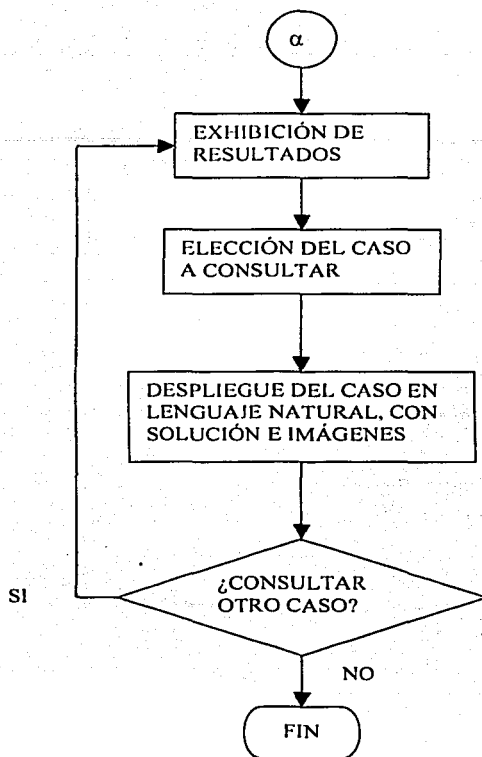 α
EXHIBICIÓN DE
RESULTADOS
ELECCIÓN DEL CASO
A CONSULTAR
DESPLIEGUE DEL CASO EN
LENGUAJE NATURAL, CON
SOLUCIÓN E IMÁGENES
¿CONSULTAR
OTRO CASO?
SI
NO
FIN